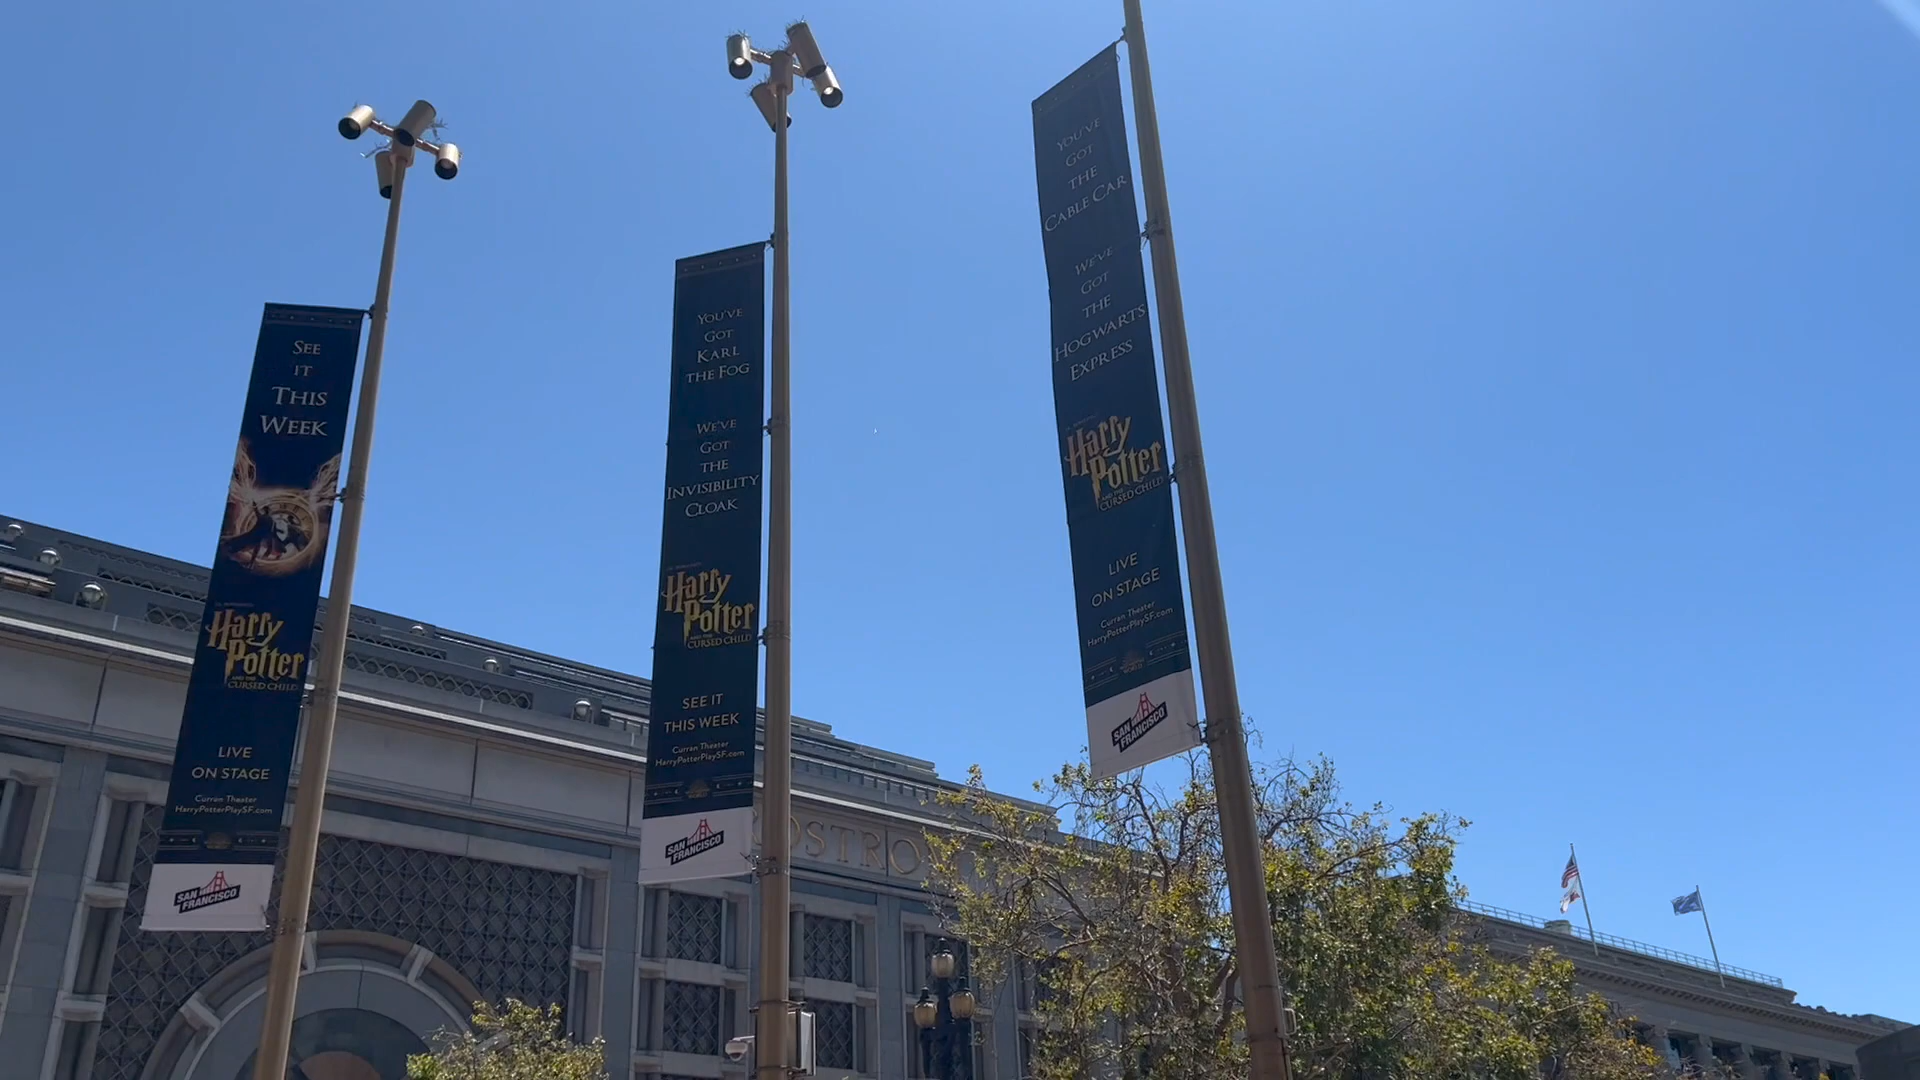 SEE
IT
THIS
WEEK
Harry
Potter
AND THE
CURSED CHILD
LIVE
ON STAGE
Curran Theater
HarryPotterPlaySF.com
SAN
FRANCISCO
YOU'VE
GOT
KARL
THE FOG
WE'VE
GOT
THE
INVISIBILITY
CLOAK
Harry
Potter
AND THE
CURSED CHILD
SEE IT
THIS WEEK
Curran Theater
HarryPotterPlaySF.com
SAN
FRANCISCO
YOU'VE
GOT
THE
CABLE CAR
WE'VE
GOT
THE
HOGWARTS
EXPRESS
Harry
Potter
AND THE
CURSED CHILD
LIVE
ON STAGE
Curran Theater
HarryPotterPlaySF.com
SAN
FRANCISCO